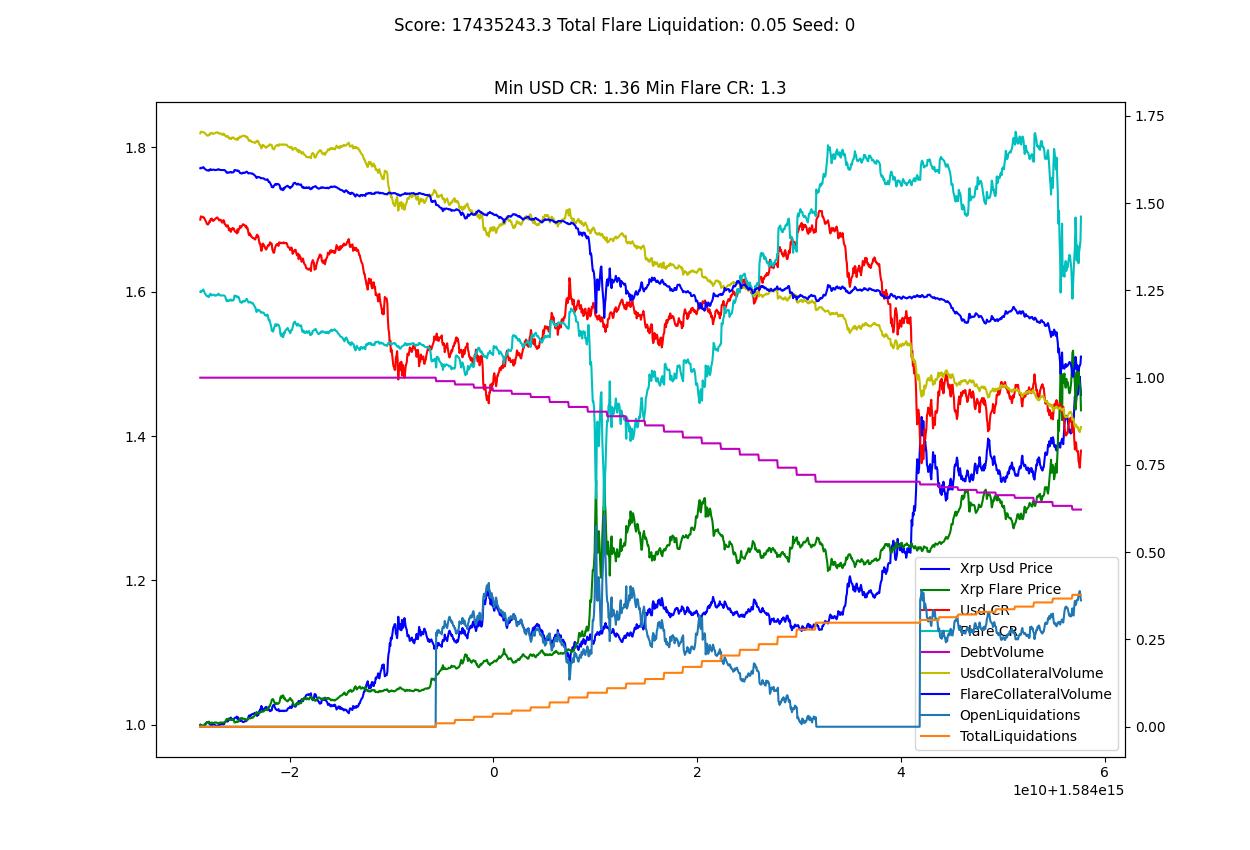 Score: 17435243.3 Total Flare Liquidation: 0.05 Seed: 0
Min USD CR: 1.36 Min Flare CR: 1.3
1.8
1.6
1.4
1.2
1.0
1.75
1.50
1.25
1.00
0.75
0.50
0.25
0.00
Xrp Usd Price
Xrp Flare Price
Usd CR
Flare CR
DebtVolume
UsdCollateralVolume
FlareCollateralVolume
OpenLiquidations
TotalLiquidations
−2 0 2 4 6
1e10+1.584e15